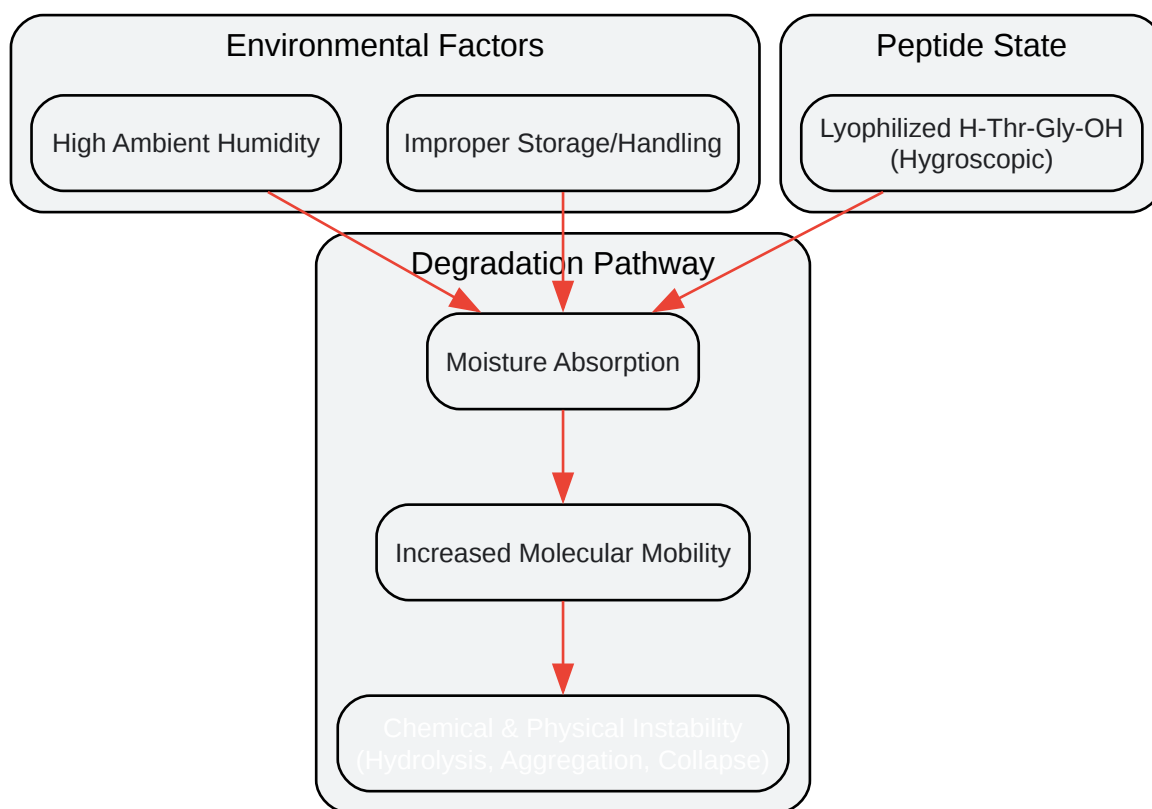 Environmental Factors
Peptide State
High Ambient Humidity
Improper Storage/Handling
Lyophilized H-Thr-Gly-OH
(Hygroscopic)
Degradation Pathway
Moisture Absorption
Increased Molecular Mobility
Chemical & Physical Instability
(Hydrolysis, Aggregation, Collapse)